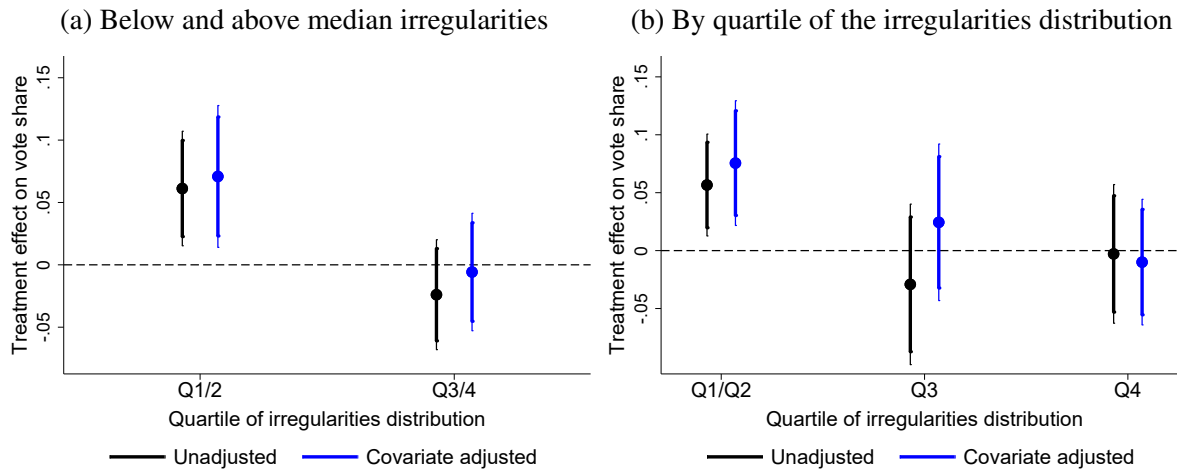 (a) Below and above median irregularities
Treatment effect on vote share
.15
.1
.05
0
-.05
Q1/2
Q3/4
Quartile of irregularities distribution
Unadjusted
Covariate adjusted
(b) By quartile of the irregularities distribution
Treatment effect on vote share
.15
.1
.05
0
-.05
Q1/Q2
Q3
Q4
Quartile of irregularities distribution
Unadjusted
Covariate adjusted